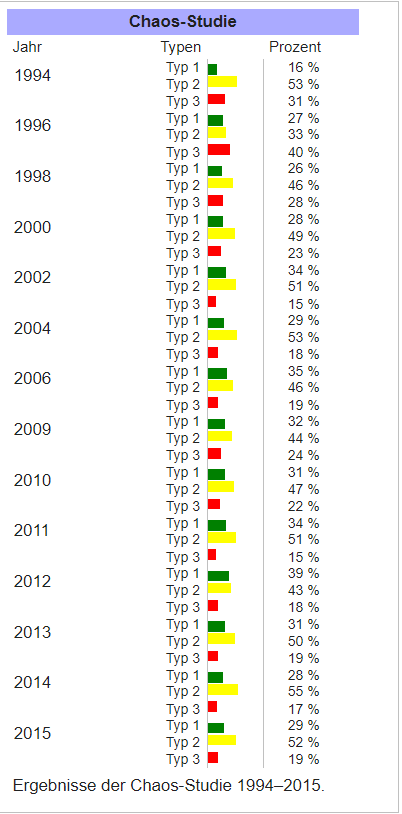 Chaos-Studie
Jahr Typen Prozent
1994
Typ 1 16 %
Typ 2 53 %
Typ 3 31 %
1996
Typ 1 27 %
Typ 2 33 %
Typ 3 40 %
1998
Typ 1 26 %
Typ 2 46 %
Typ 3 28 %
2000
Typ 1 28 %
Typ 2 49 %
Typ 3 23 %
2002
Typ 1 34 %
Typ 2 51 %
Typ 3 15 %
2004
Typ 1 29 %
Typ 2 53 %
Typ 3 18 %
2006
Typ 1 35 %
Typ 2 46 %
Typ 3 19 %
2009
Typ 1 32 %
Typ 2 44 %
Typ 3 24 %
2010
Typ 1 31 %
Typ 2 47 %
Typ 3 22 %
2011
Typ 1 34 %
Typ 2 51 %
Typ 3 15 %
2012
Typ 1 39 %
Typ 2 43 %
Typ 3 18 %
2013
Typ 1 31 %
Typ 2 50 %
Typ 3 19 %
2014
Typ 1 28 %
Typ 2 55 %
Typ 3 17 %
2015
Typ 1 29 %
Typ 2 52 %
Typ 3 19 %
Ergebnisse der Chaos-Studie 1994–2015.